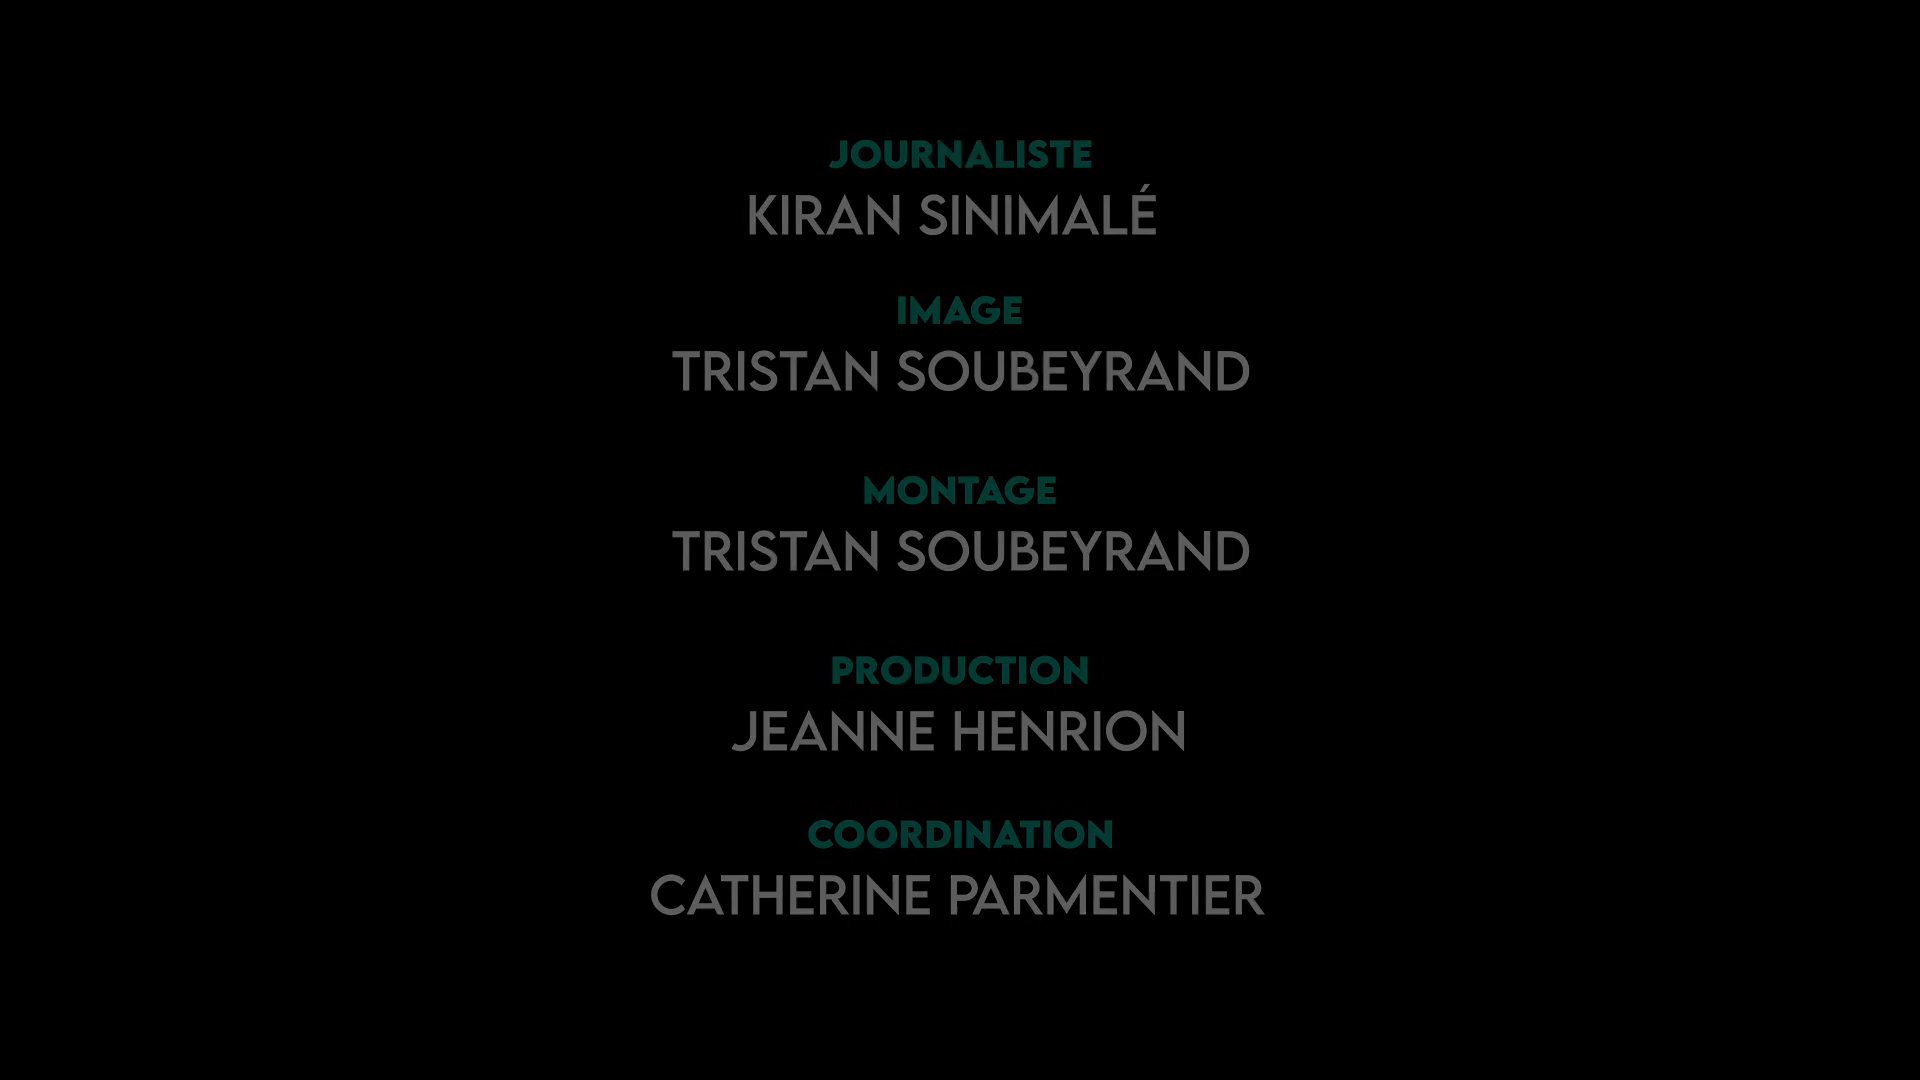 JOURNALISTE
KIRAN SINIMALÉ
IMAGE
TRISTAN SOUBEYRAND
MONTAGE
TRISTAN SOUBEYRAND
PRODUCTION
JEANNE HENRION
COORDINATION
CATHERINE PARMENTIER